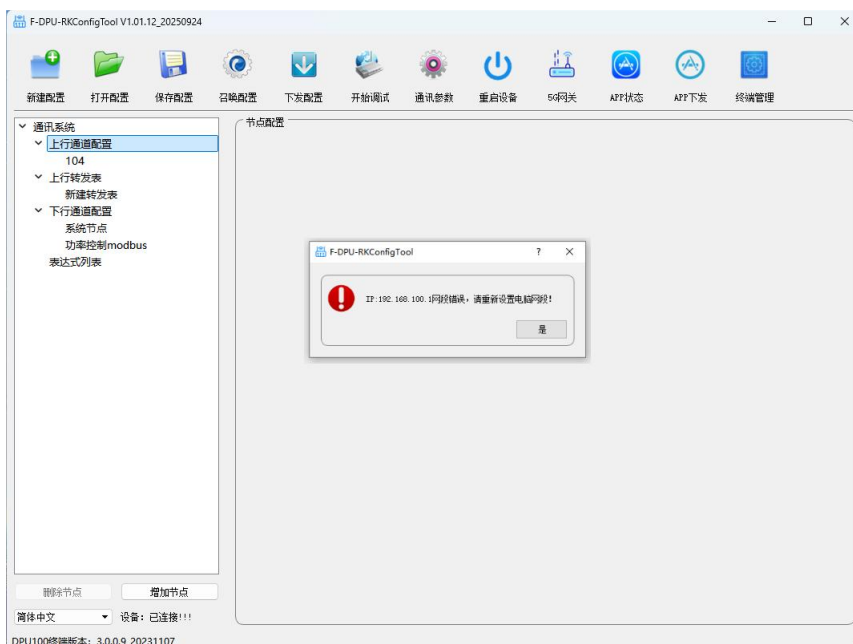 F-DPU-RKConfigTool V1.01.12_20250924
新建配置 打开配置 保存配置 召唤配置 下发配置 开始调试 通讯参数 重启设备 5G网关 APP状态 APP下发 终端管理
通讯系统
上行通道配置
104
上行转发表
新建转发表
下行通道配置
系统节点
功率控制modbus
表达式列表
节点配置
F-DPU-RKConfigTool ?
IP:192.168.100.1网段错误，请重新设置电脑网段!
是
删除节点 增加节点
简体中文 设备：已连接!!!
DPU100终端版本：3.0.0.9_20231107